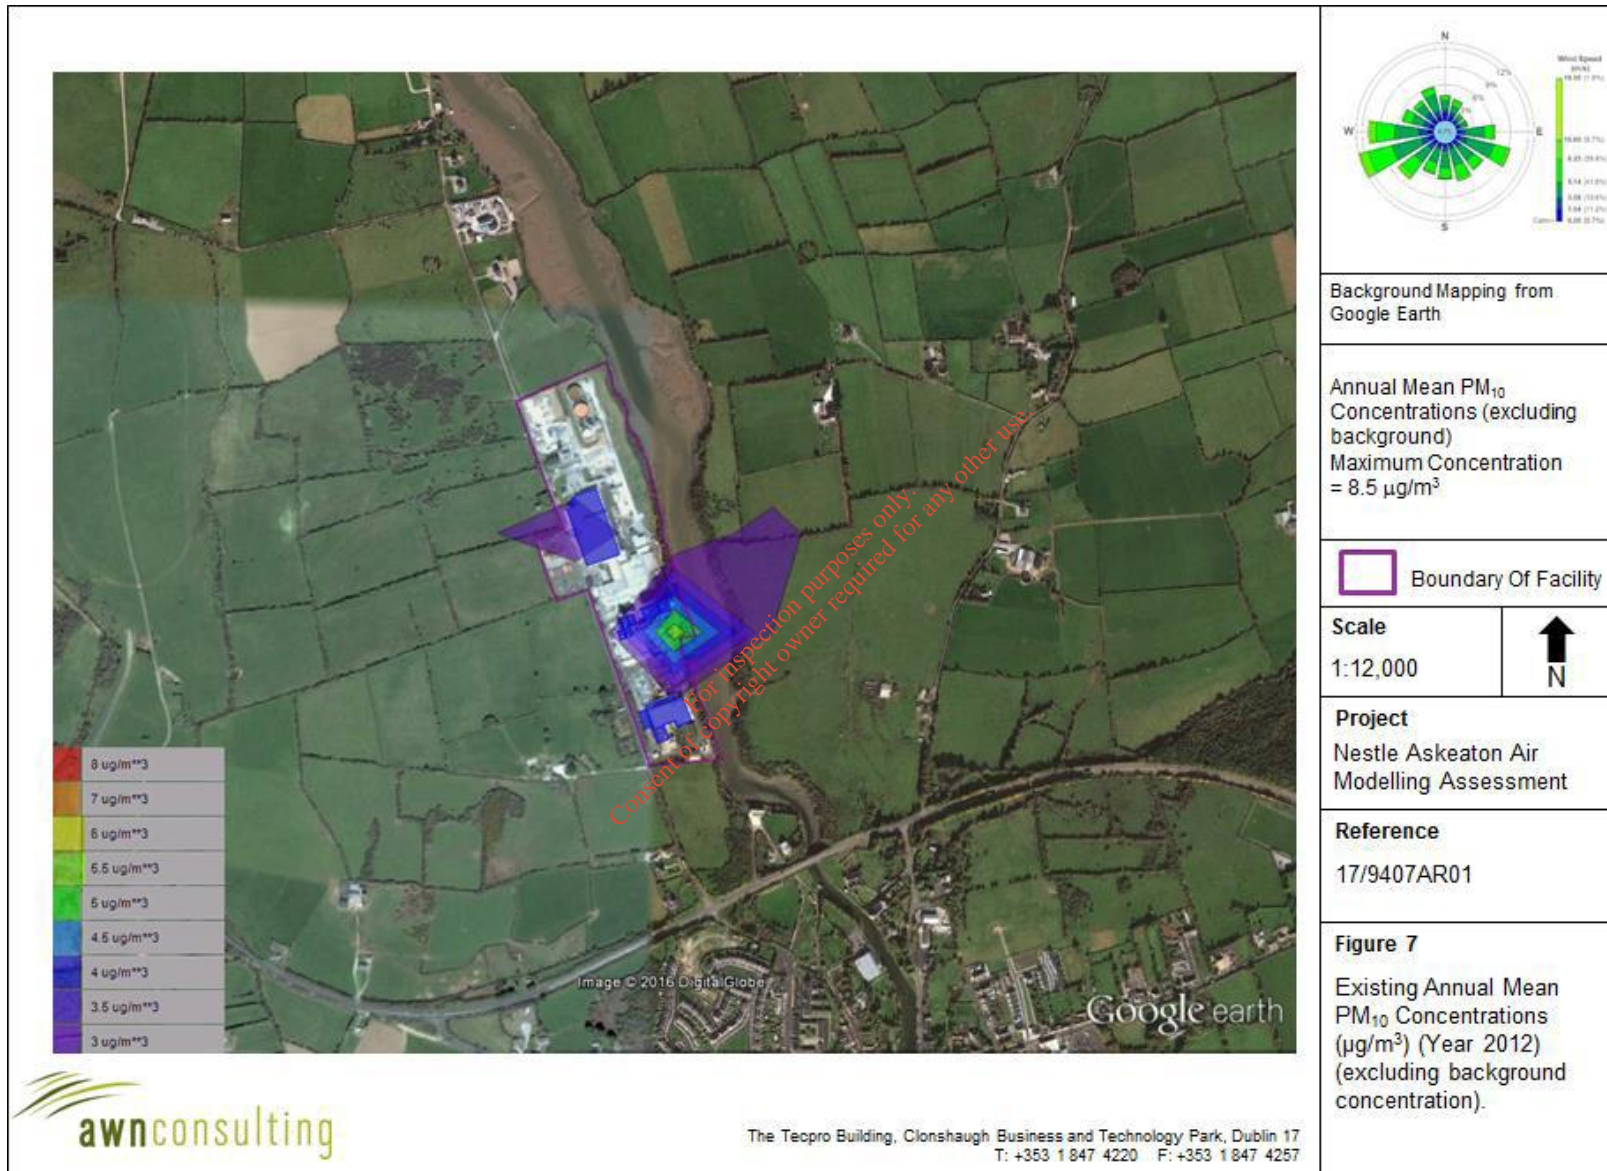 N
12%
9%
6%
W
E
S
Wind Speed
Background Mapping from
Google Earth
Annual Mean PM₁₀
Concentrations (excluding
background)
Maximum Concentration
= 8.5 μg/m³
Boundary Of Facility
Scale
1:12,000
N
Project
Nestle Askeaton Air
Modelling Assessment
Reference
17/9407AR01
Figure 7
Existing Annual Mean
PM₁₀ Concentrations
(μg/m³) (Year 2012)
(excluding background
concentration).
8 ug/m**3
7 ug/m**3
6 ug/m**3
5.5 ug/m**3
5 ug/m**3
4.5 ug/m**3
4 ug/m**3
3.5 ug/m**3
3 ug/m**3
For inspection purposes only.
Consent of copyright owner required for any other use.
Image © 2016 DigitalGlobe
Google earth
awnconsulting
The Tecpro Building, Clonshaugh Business and Technology Park, Dublin 17
T: +353 1 847 4220 F: +353 1 847 4257